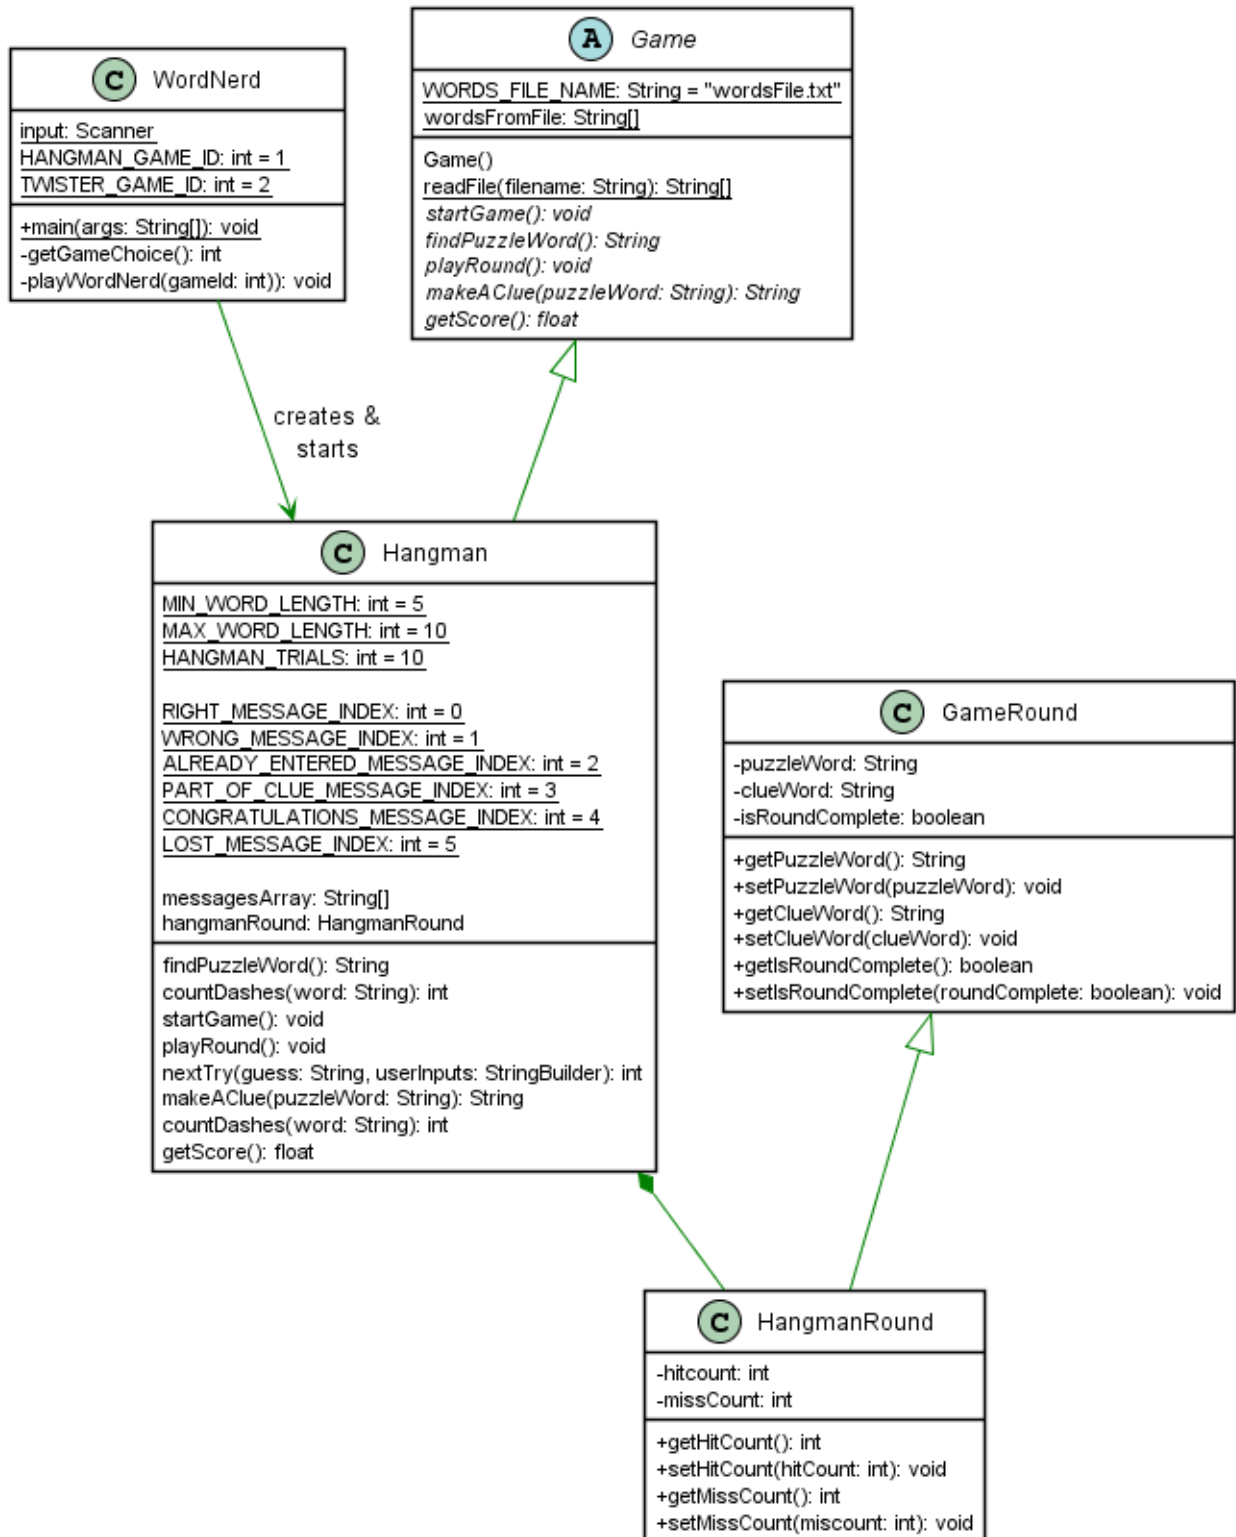 C WordNerd
input: Scanner
HANGMAN_GAME_ID: int = 1
TWISTER_GAME_ID: int = 2
+main(args: String[]): void
-getGameChoice(): int
-playWordNerd(gameId: int)): void
A Game
WORDS_FILE_NAME: String = "wordsFile.txt"
wordsFromFile: String[]
Game()
readFile(filename: String): String[]
startGame(): void
findPuzzleWord(): String
playRound(): void
makeAClue(puzzleWord: String): String
getScore(): float
creates &
starts
C Hangman
MIN_WORD_LENGTH: int = 5
MAX_WORD_LENGTH: int = 10
HANGMAN_TRIALS: int = 10
RIGHT_MESSAGE_INDEX: int = 0
WRONG_MESSAGE_INDEX: int = 1
ALREADY_ENTERED_MESSAGE_INDEX: int = 2
PART_OF_CLUE_MESSAGE_INDEX: int = 3
CONGRATULATIONS_MESSAGE_INDEX: int = 4
LOST_MESSAGE_INDEX: int = 5
messagesArray: String[]
hangmanRound: HangmanRound
findPuzzleWord(): String
countDashes(word: String): int
startGame(): void
playRound(): void
nextTry(guess: String, userInputs: StringBuilder): int
makeAClue(puzzleWord: String): String
countDashes(word: String): int
getScore(): float
C GameRound
-puzzleWord: String
-clueWord: String
-isRoundComplete: boolean
+getPuzzleWord(): String
+setPuzzleWord(puzzleWord): void
+getClueWord(): String
+setClueWord(clueWord): void
+getIsRoundComplete(): boolean
+setIsRoundComplete(roundComplete: boolean): void
C HangmanRound
-hitcount: int
-missCount: int
+getHitCount(): int
+setHitCount(hitCount: int): void
+getMissCount(): int
+setMissCount(miscount: int): void